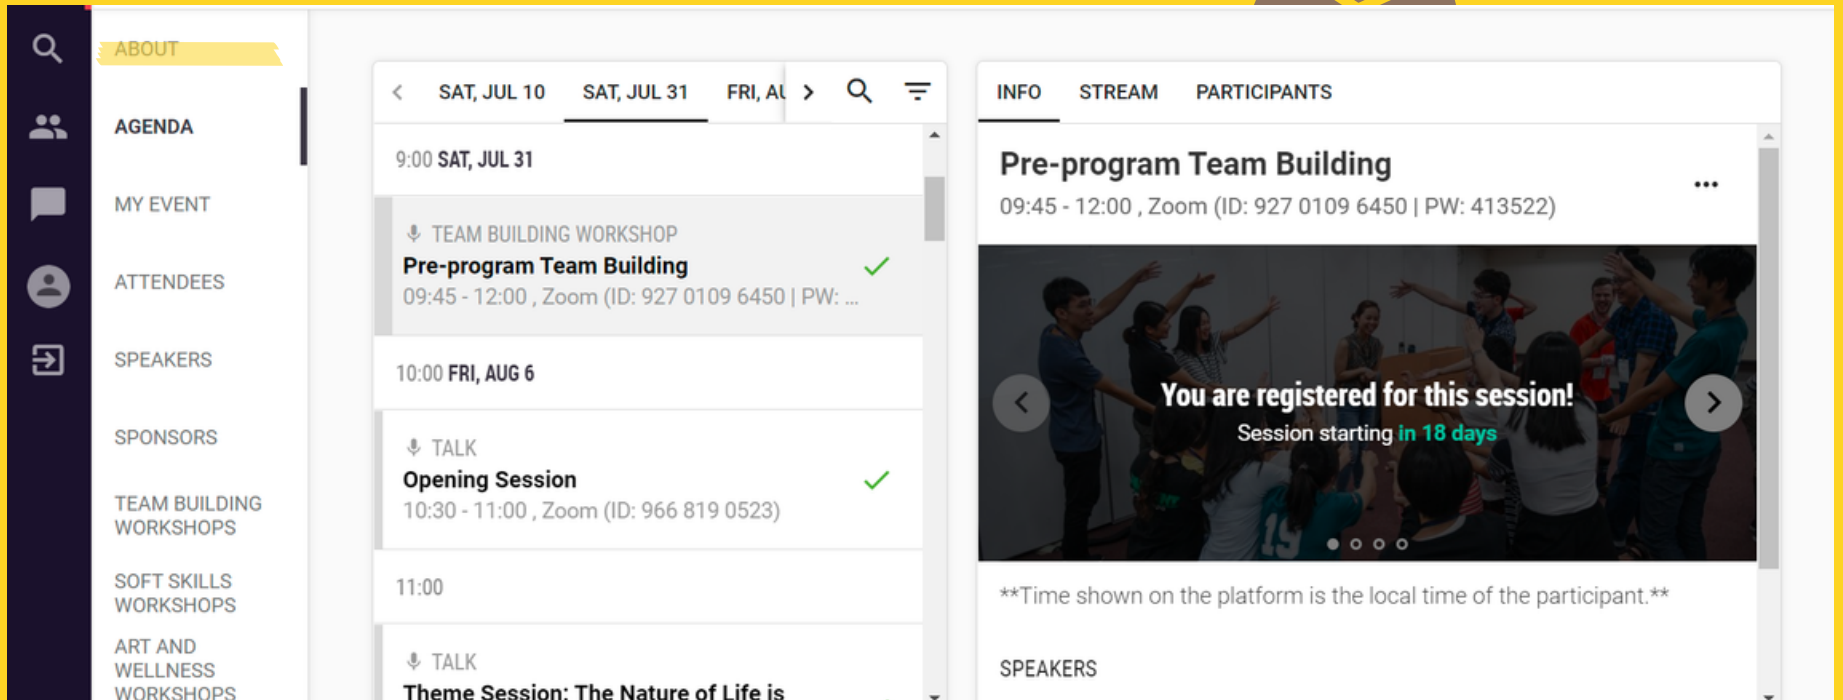 ABOUT
AGENDA
MY EVENT
ATTENDEES
SPEAKERS
SPONSORS
TEAM BUILDING
WORKSHOPS
SOFT SKILLS
WORKSHOPS
ART AND
WELLNESS
WORKSHOPS
SAT, JUL 10 SAT, JUL 31 FRI, AU
9:00 SAT, JUL 31
TEAM BUILDING WORKSHOP
Pre-program Team Building
09:45 - 12:00 , Zoom (ID: 927 0109 6450 | PW: ...
10:00 FRI, AUG 6
TALK
Opening Session
10:30 - 11:00 , Zoom (ID: 966 819 0523)
11:00
TALK
Theme Session: The Nature of Life is
INFO STREAM PARTICIPANTS
Pre-program Team Building
09:45 - 12:00 , Zoom (ID: 927 0109 6450 | PW: 413522)
You are registered for this session!
Session starting in 18 days
**Time shown on the platform is the local time of the participant.**
SPEAKERS